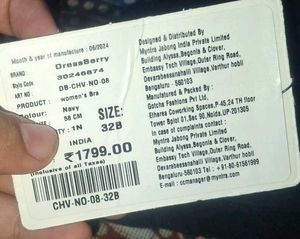 Month & year of manufacture : 06/2024
BRAND : DressBerry
Style Code : 30246874
ART NO : DB-CHV-NO-08
PRODUCT : women's Bra
Colour: Navy
56 CM
1N
SIZE:
32B
INDIA
₹1799.00
(Inclusive of all Taxes)
CHV-NO-08-32B
Designed & Distributed By
Myntra Jabong India Private Limited
Building Alyssa,Begonia & Clover,
Embassy Tech Village,Outer Ring Road,
Devarabeesanahalli Village,Varthur hobli
Bengaluru - 560103
Manufactured & Packed By :
Gotcha Fashions Pvt Ltd.
Etherea Coworking Spaces,P-45,24 TH floor
Tower Bplot 01,Sec 90,Noida,UP-201305
In case of complaints contact :
Myntra Jabong India Private Limited,
Building Alyssa,Begonia & Clover,
Embassy Tech Village,Outer Ring Road,
Devarabeesanahalli Village,Varthur hobli
Bengaluru - 560103, T : +91-80-61561999
Email : ccmanager@myntra.com